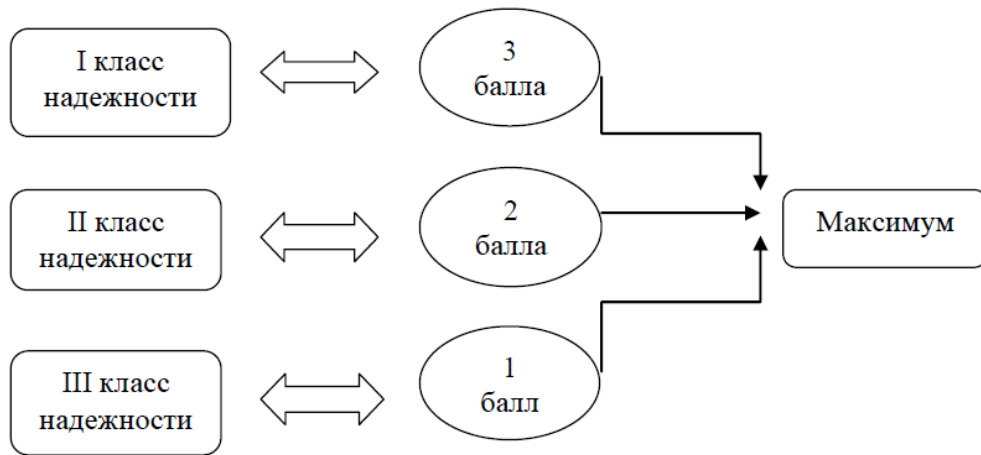 I класс
надежности
3
балла
II класс
надежности
2
балла
Максимум
III класс
надежности
1
балл